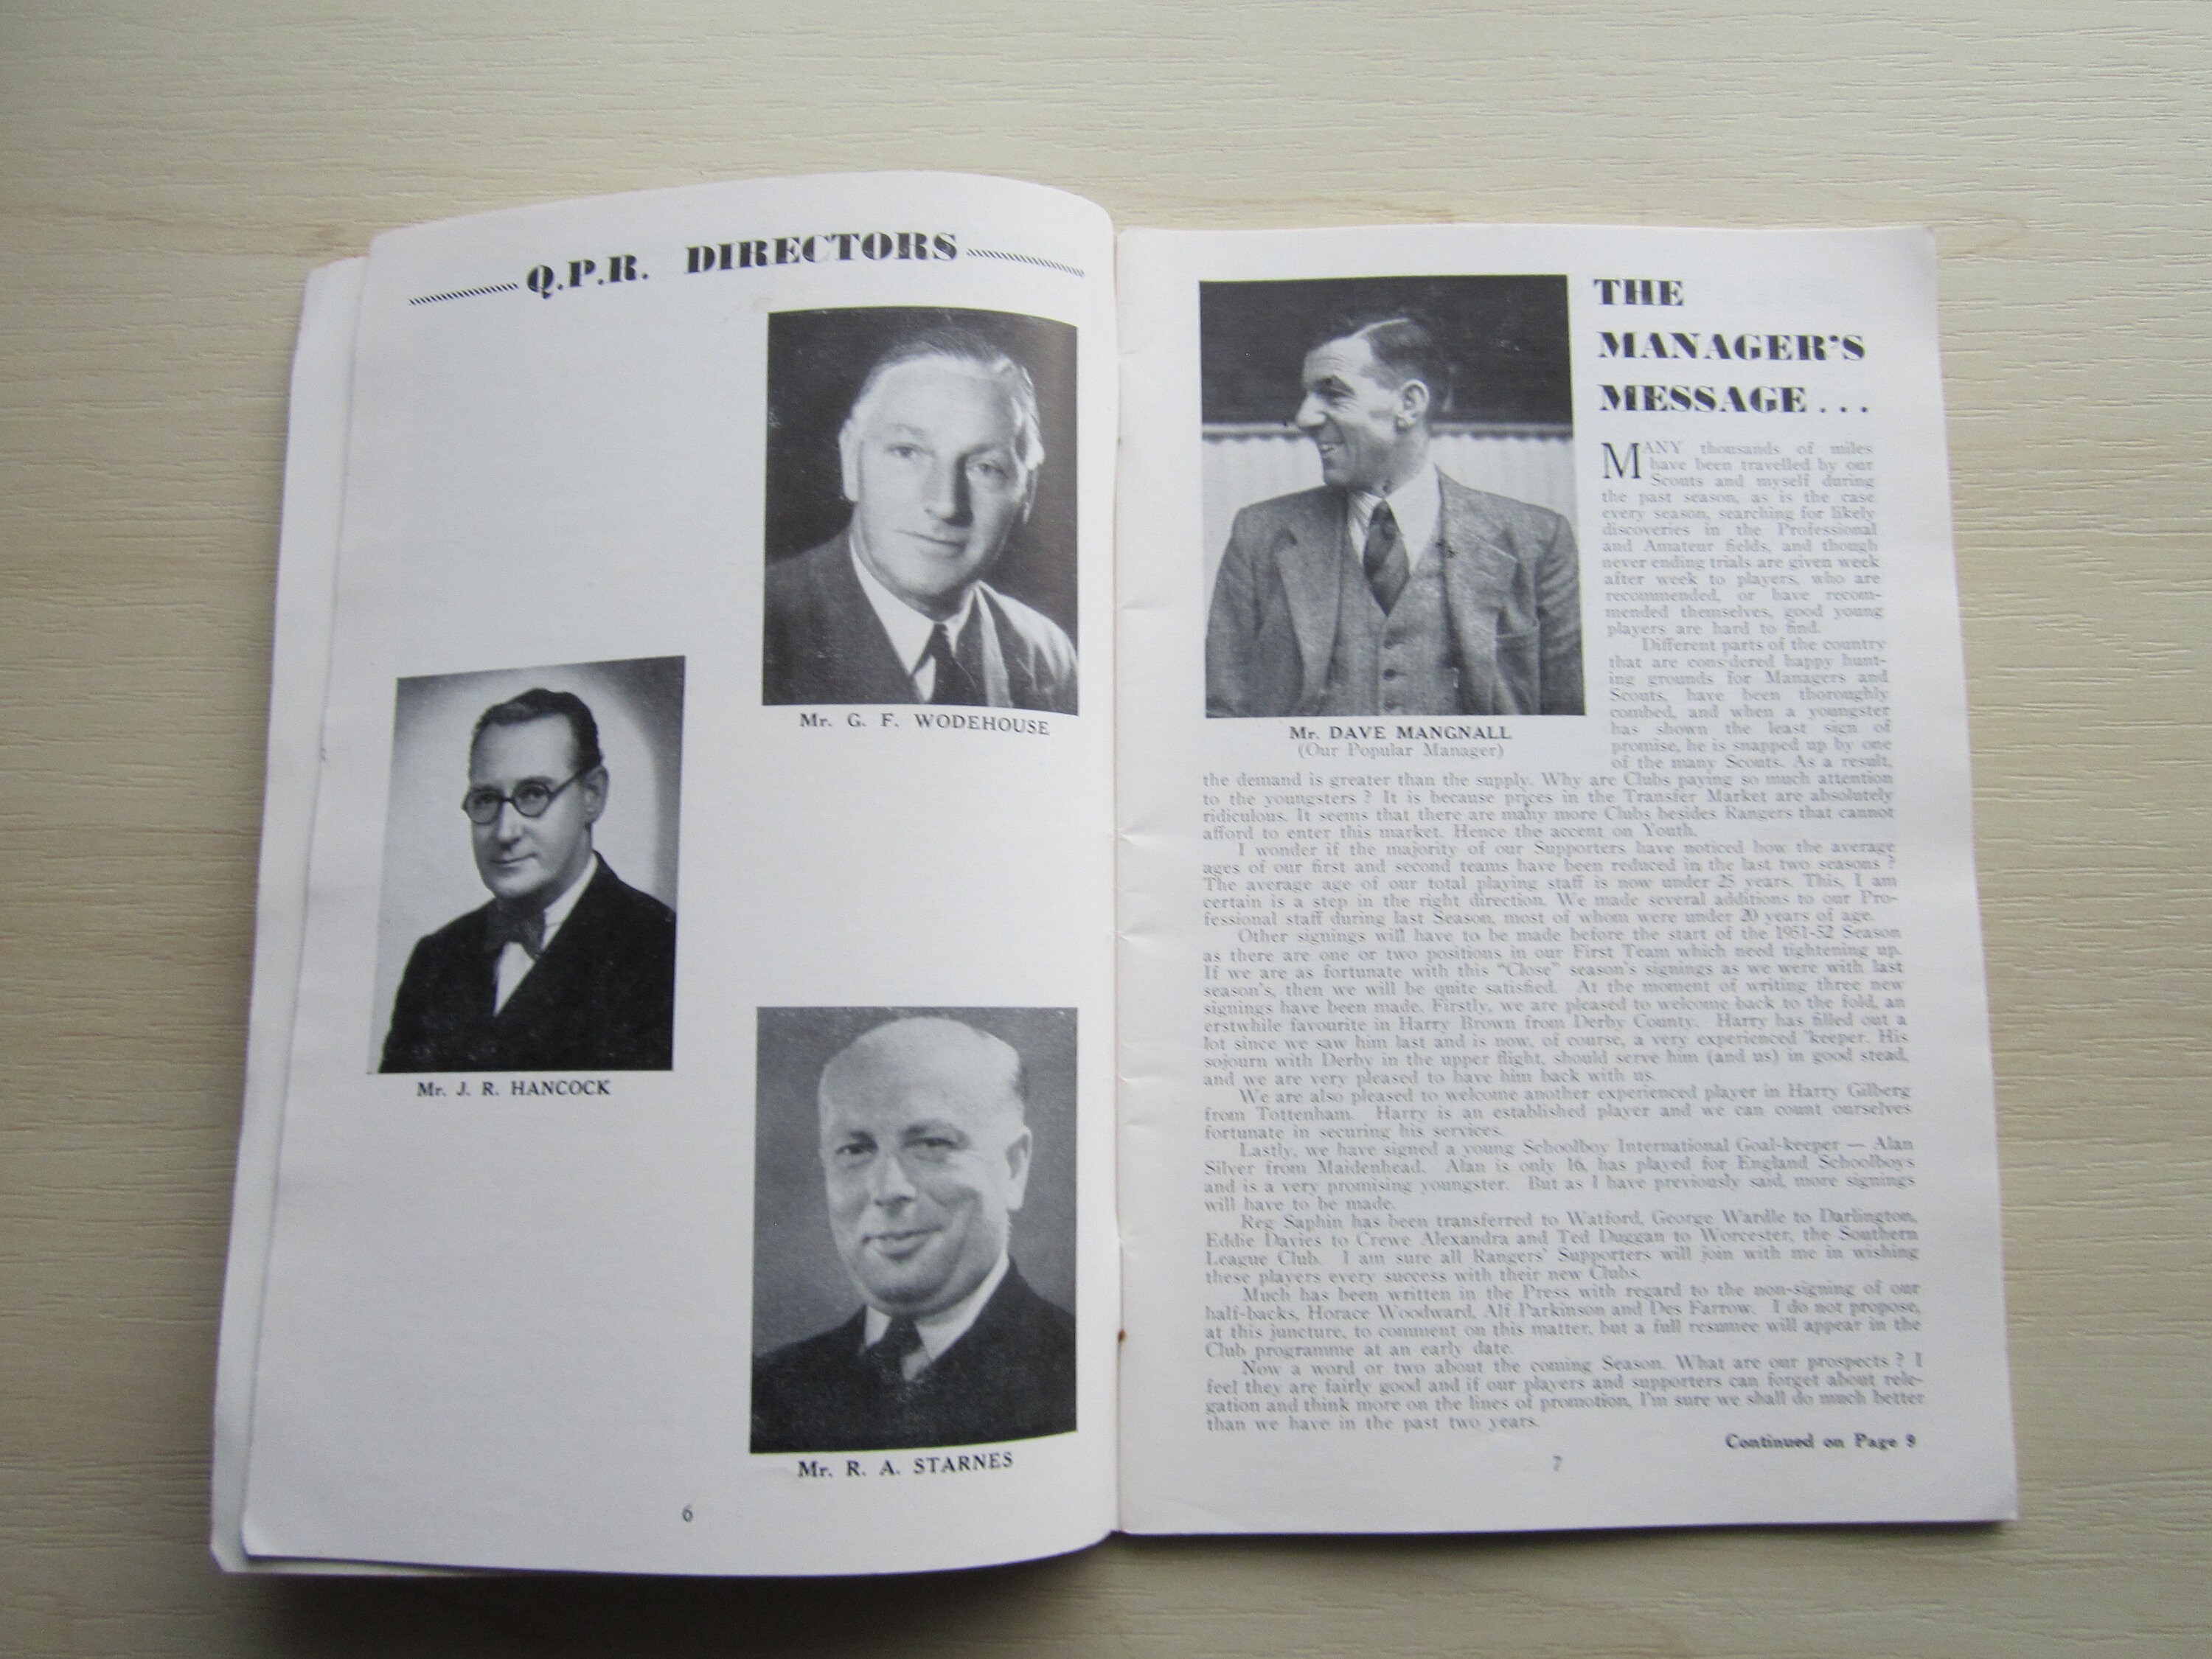 Q.P.R. DIRECTORS
Mr. G. F. WODEHOUSE
Mr. J. R. HANCOCK
Mr. R. A. STARNES
6
THE
MANAGER'S
MESSAGE...
Mr. DAVE MANGNALL
(Our Popular Manager)
MANY thousands of miles
have been travelled by our
Scouts and myself during
the past season, as is the case
every season, searching for likely
discoveries in the Professional
and Amateur fields, and though
never ending trials are given week
after week to players, who are
recommended, or have recom-
mended themselves, good young
players are hard to find.
Different parts of the country
that are considered happy hunt-
ing grounds for Managers and
Scouts, have been thoroughly
combed, and when a youngster
has shown the least sign of
promise, he is snapped up by one
of the many Scouts. As a result,
the demand is greater than the supply. Why are Clubs paying so much attention
to the youngsters ? It is because prices in the Transfer Market are absolutely
ridiculous. It seems that there are many more Clubs besides Rangers that cannot
afford to enter this market. Hence the accent on Youth.
I wonder if the majority of our Supporters have noticed how the average
ages of our first and second teams have been reduced in the last two seasons ?
The average age of our total playing staff is now under 25 years. This, I am
certain is a step in the right direction. We made several additions to our Pro-
fessional staff during last Season, most of whom were under 20 years of age.
Other signings will have to be made before the start of the 1951-52 Season
as there are one or two positions in our First Team which need tightening up.
If we are as fortunate with this "Close" season's signings as we were with last
season's, then we will be quite satisfied. At the moment of writing three new
signings have been made. Firstly, we are pleased to welcome back to the fold, an
erstwhile favourite in Harry Brown from Derby County. Harry has filled out a
lot since we saw him last and is now, of course, a very experienced 'keeper. His
sojourn with Derby in the upper flight, should serve him (and us) in good stead,
and we are very pleased to have him back with us.
We are also pleased to welcome another experienced player in Harry Gilberg
from Tottenham. Harry is an established player and we can count ourselves
fortunate in securing his services.
Lastly, we have signed a young Schoolboy International Goal-keeper — Alan
Silver from Maidenhead. Alan is only 16, has played for England Schoolboys
and is a very promising youngster. But as I have previously said, more signings
will have to be made.
Reg Saphin has been transferred to Watford, George Wardle to Darlington,
Eddie Davies to Crewe Alexandra and Ted Duggan to Worcester, the Southern
League Club. I am sure all Rangers' Supporters will join with me in wishing
these players every success with their new Clubs.
Much has been written in the Press with regard to the non-signing of our
half-backs, Horace Woodward, Alf Parkinson and Des Farrow. I do not propose,
at this juncture, to comment on this matter, but a full resumee will appear in the
Club programme at an early date.
Now a word or two about the coming Season. What are our prospects ? I
feel they are fairly good and if our players and supporters can forget about rele-
gation and think more on the lines of promotion, I'm sure we shall do much better
than we have in the past two years.
Continued on Page 9
7